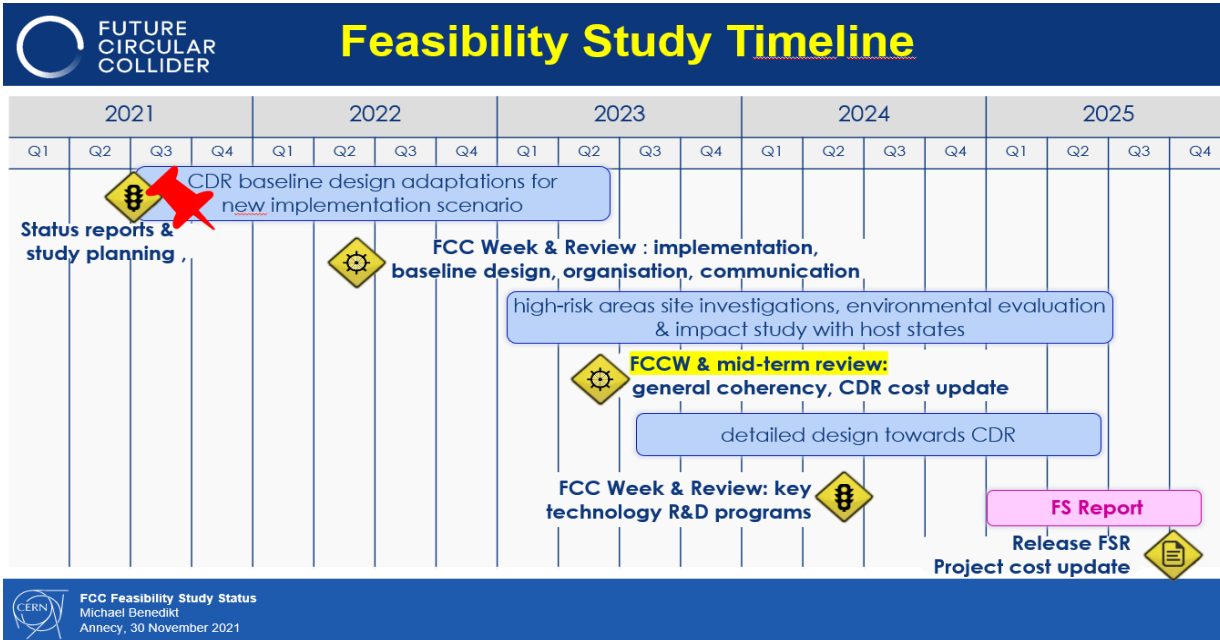 FUTURE
CIRCULAR
COLLIDER
Feasibility Study Timeline
2021 2022 2023 2024 2025
Q1 Q2 Q3 Q4 Q1 Q2 Q3 Q4 Q1 Q2 Q3 Q4 Q1 Q2 Q3 Q4 Q1 Q2 Q3 Q4
CDR baseline design adaptations for
new implementation scenario
Status reports &
study planning ,
FCC Week & Review : implementation,
baseline design, organisation, communication
high-risk areas site investigations, environmental evaluation
& impact study with host states
FCCW & mid-term review:
general coherency, CDR cost update
detailed design towards CDR
FCC Week & Review: key
technology R&D programs
FS Report
Release FSR
Project cost update
CERN
FCC Feasibility Study Status
Michael Benedikt
Annecy, 30 November 2021